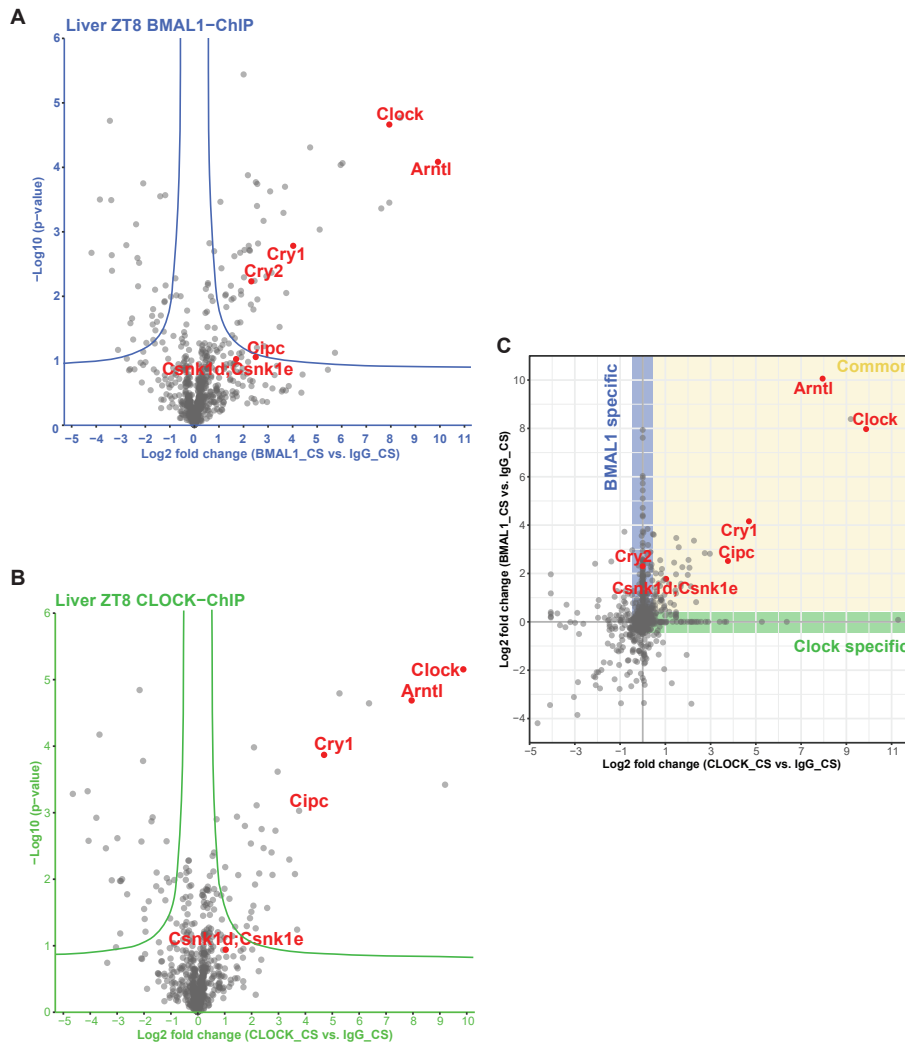 A
Liver ZT8 BMAL1−ChIP
6
5
4
3
2
1
0
−Log10 (p−value)
Clock
Arntl
Cry1
Cry2
Cipc
Csnk1d;Csnk1e
−5 −4 −3 −2 −1 0 1 2 3 4 5 6 7 8 9 10 11
Log2 fold change (BMAL1_CS vs. IgG_CS)
B
Liver ZT8 CLOCK−ChIP
6
5
4
3
2
1
0
−Log10 (p−value)
Clock
Arntl
Cry1
Cipc
Csnk1d;Csnk1e
−5 −4 −3 −2 −1 0 1 2 3 4 5 6 7 8 9 10
Log2 fold change (CLOCK_CS vs. IgG_CS)
C
10
8
6
4
2
0
−2
−4
Log2 fold change (BMAL1_CS vs. IgG_CS)
BMAL1 specific
Common
Arntl
Clock
Cry1
Cry2
Cipc
Csnk1d;Csnk1e
Clock specific
−5 −3 −1 1 3 5 7 9 11
Log2 fold change (CLOCK_CS vs. IgG_CS)